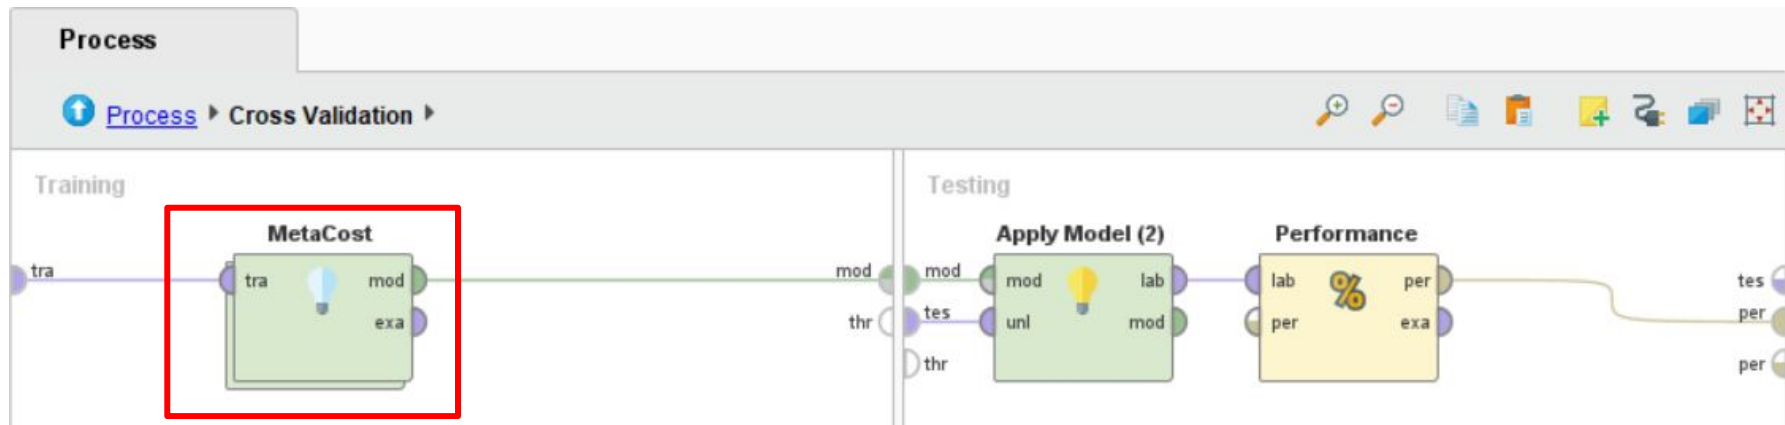 Process
Process Cross Validation
Training
Testing
MetaCost
Apply Model (2)
Performance
tra
tra
mod
exa
mod
thr
mod
tes
thr
mod
unl
lab
mod
lab
per
%
per
exa
tes
per
per